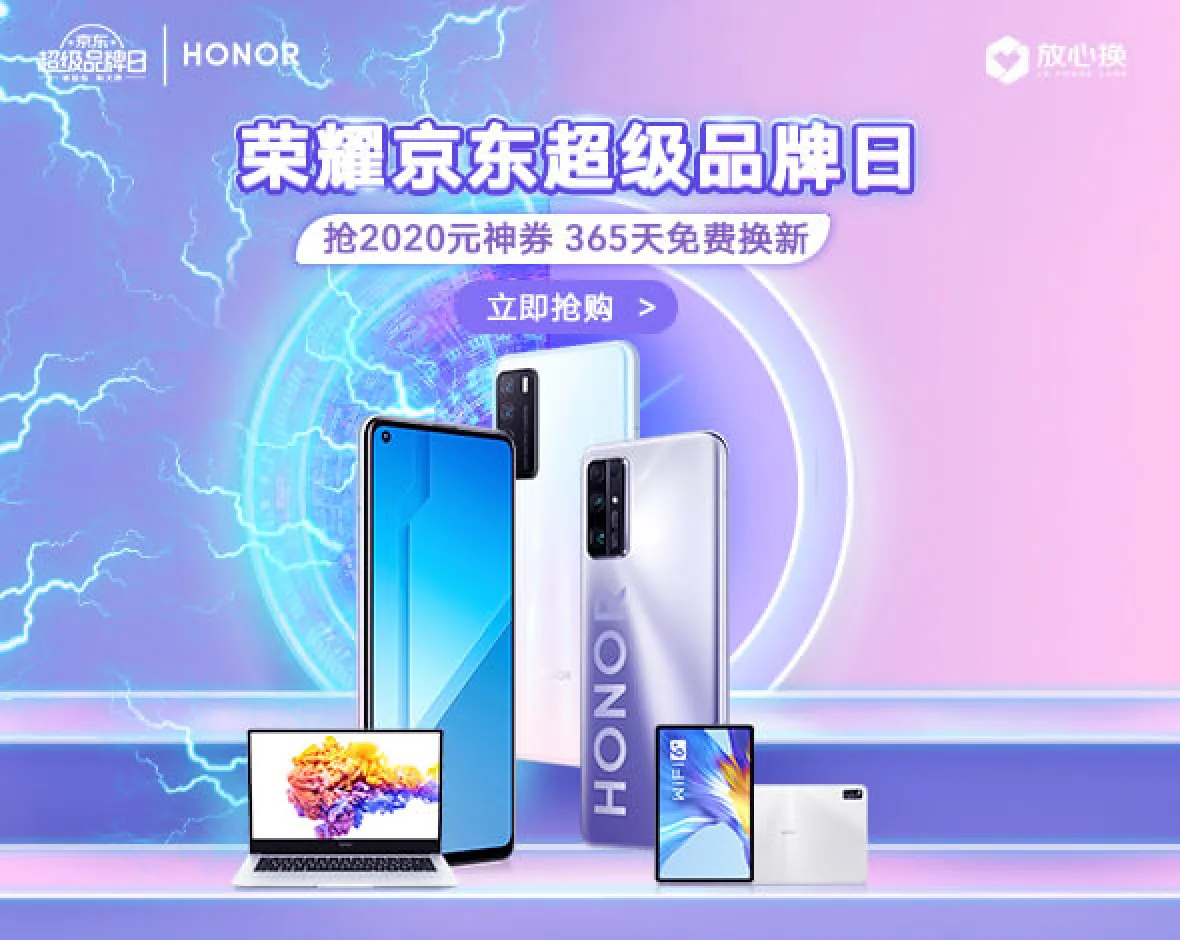 京东
超级品牌日
HONOR
放心换
荣耀京东超级品牌日
抢2020元神券 365天免费换新
立即抢购 >
HONOR
WiFi 6+